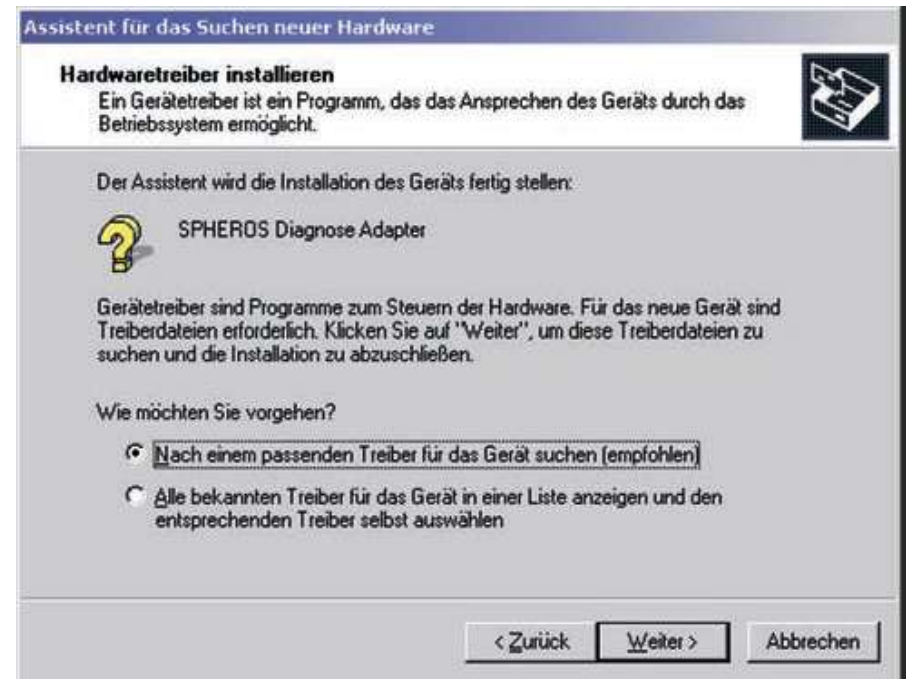 Assistent für das Suchen neuer Hardware
Hardwaretreiber installieren
Ein Gerätetreiber ist ein Programm, das das Ansprechen des Geräts durch das
Betriebssystem ermöglicht.
Der Assistent wird die Installation des Geräts fertig stellen:
SPHEROS Diagnose Adapter
Gerätetreiber sind Programme zum Steuern der Hardware. Für das neue Gerät sind
Treiberdateien erforderlich. Klicken Sie auf "Weiter", um diese Treiberdateien zu
suchen und die Installation zu abzuschließen.
Wie möchten Sie vorgehen?
Nach einem passenden Treiber für das Gerät suchen (empfohlen)
Alle bekannten Treiber für das Gerät in einer Liste anzeigen und den
entsprechenden Treiber selbst auswählen
< Zurück Weiter > Abbrechen